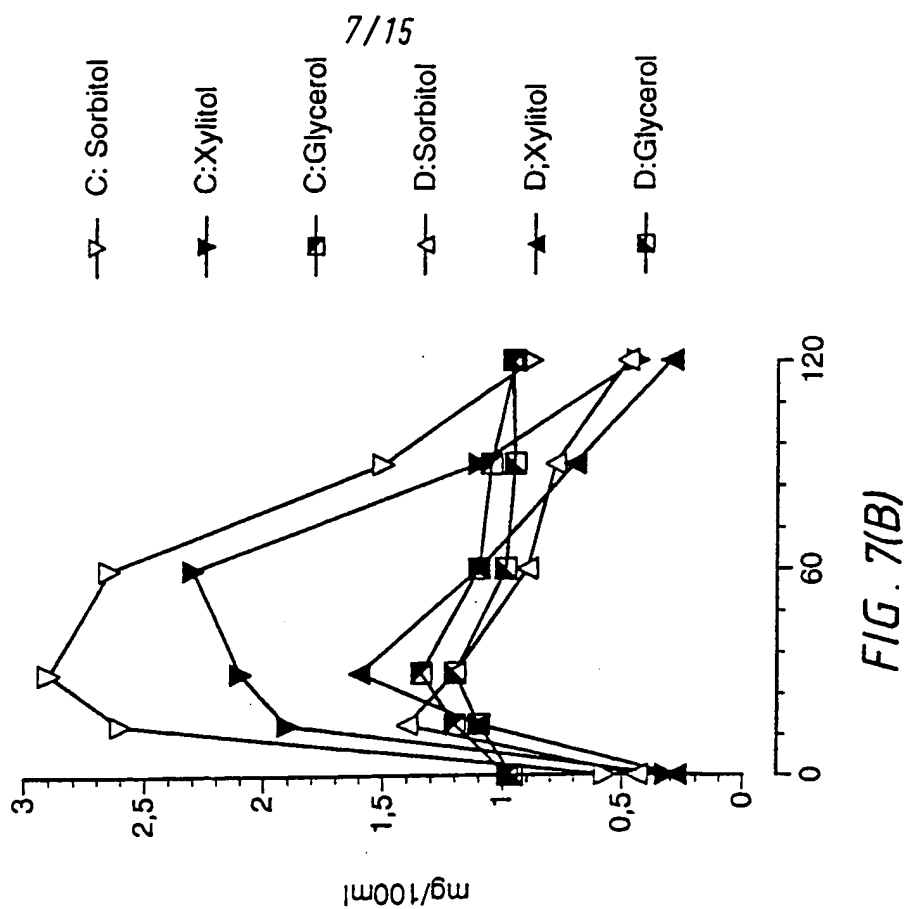 7/15
C: Sorbitol
C:Xylitol
C:Glycerol
D:Sorbitol
D;Xylitol
D:Glycerol
mg/100ml
3
2,5
2
1,5
1
0,5
0
0
60
120
FIG. 7(B)